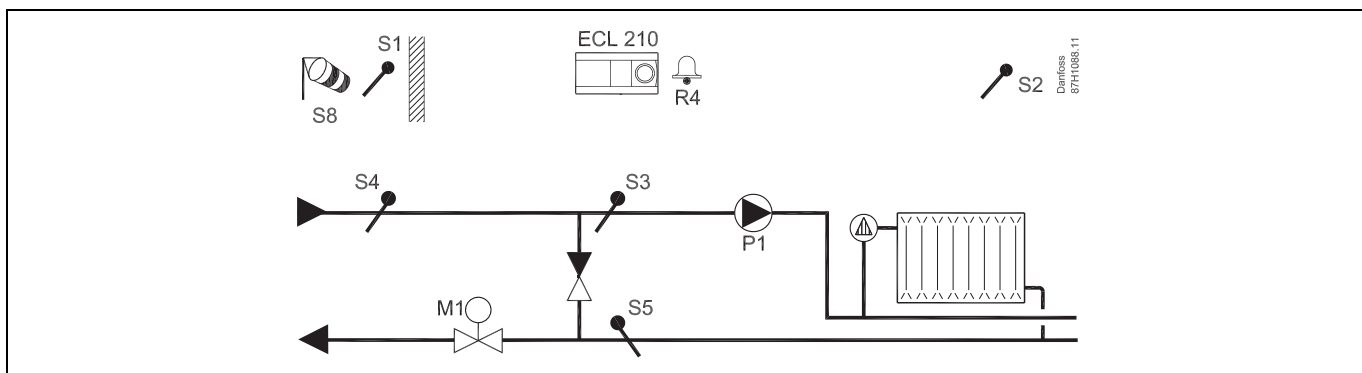 S1
ECL 210
S8
R4
S2
Danfoss
87H1088.11
S4
S3
P1
M1
S5